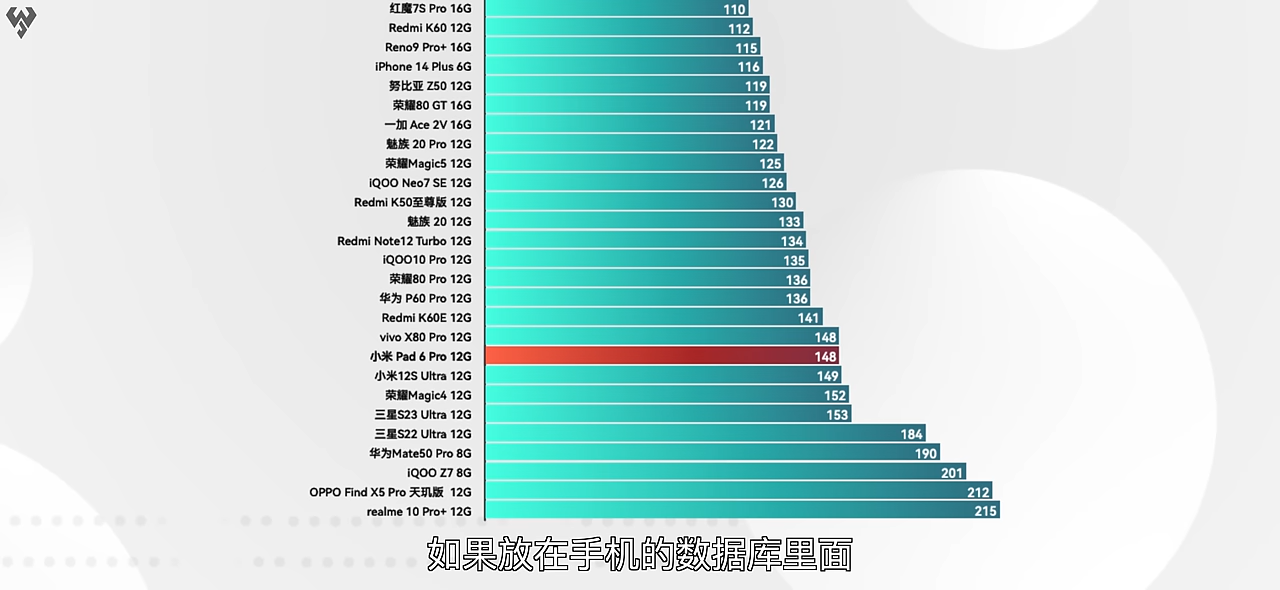 红魔7S Pro 16G 110
Redmi K60 12G 112
Reno9 Pro+ 16G 115
iPhone 14 Plus 6G 116
努比亚 Z50 12G 119
荣耀80 GT 16G 119
一加 Ace 2V 16G 121
魅族 20 Pro 12G 122
荣耀Magic5 12G 125
iQOO Neo7 SE 12G 126
Redmi K50至尊版 12G 130
魅族 20 12G 133
Redmi Note12 Turbo 12G 134
iQOO10 Pro 12G 135
荣耀80 Pro 12G 136
华为 P60 Pro 12G 136
Redmi K60E 12G 141
vivo X80 Pro 12G 148
小米 Pad 6 Pro 12G 148
小米12S Ultra 12G 149
荣耀Magic4 12G 152
三星S23 Ultra 12G 153
三星S22 Ultra 12G 184
华为Mate50 Pro 8G 190
iQOO Z7 8G 201
OPPO Find X5 Pro 天玑版 12G 212
realme 10 Pro+ 12G 215
如果放在手机的数据库里面